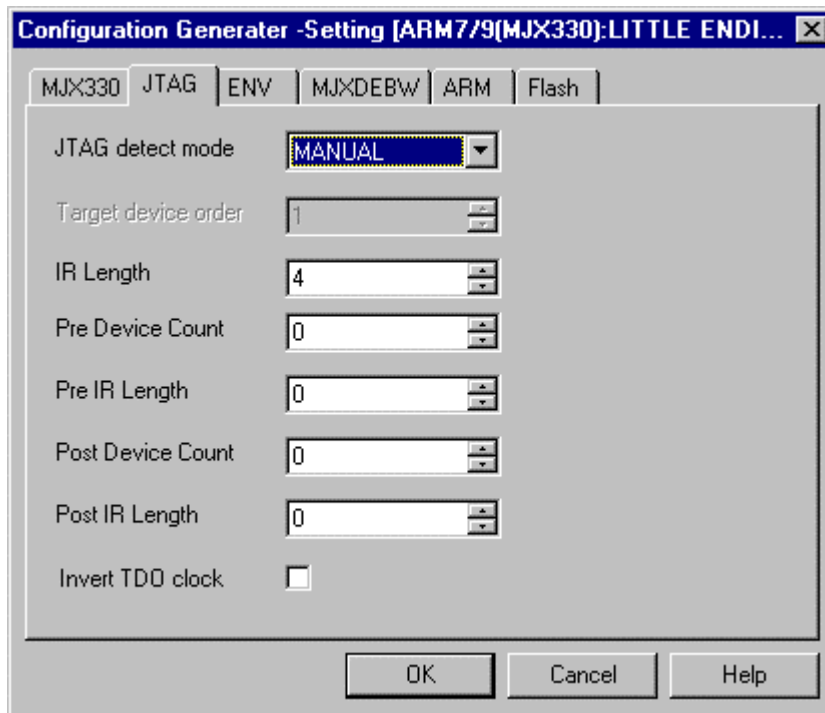 Configuration Generater -Setting [ARM7/9(MJX330):LITTLE ENDI...
MJX330 JTAG ENV MJXDEBW ARM Flash
JTAG detect mode MANUAL
Target device order 1
IR Length 4
Pre Device Count 0
Pre IR Length 0
Post Device Count 0
Post IR Length 0
Invert TDO clock
OK Cancel Help